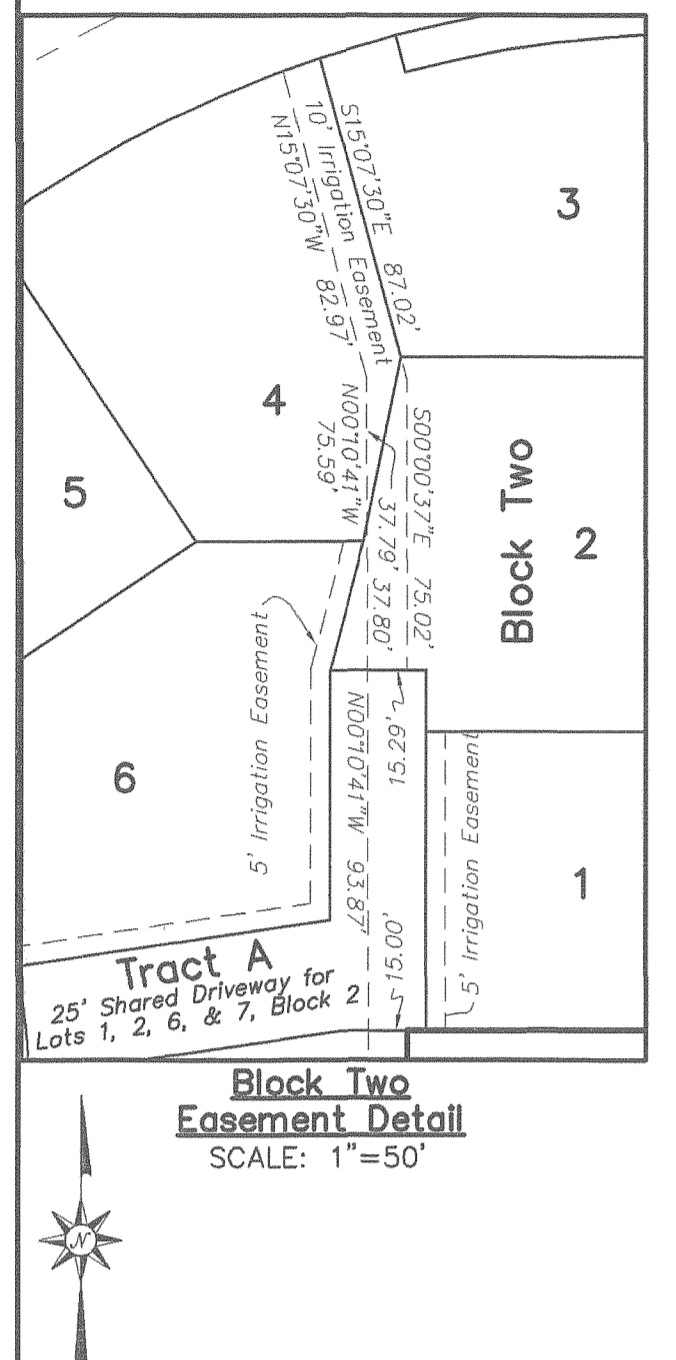 3
S15°07'30"E 87.02'
10' Irrigation Easement
N15°07'30"W 82.97'
4
N00°10'41"W
75.59'
37.79' 37.80'
S00°00'37"E 75.02'
Block Two
2
5
5' Irrigation Easement
6
N00°10'41"W 93.87'
15.29'
5' Irrigation Easement
1
15.00'
Tract A
25' Shared Driveway for
Lots 1, 2, 6, & 7, Block 2
Block Two
Easement Detail
SCALE: 1"=50'
N